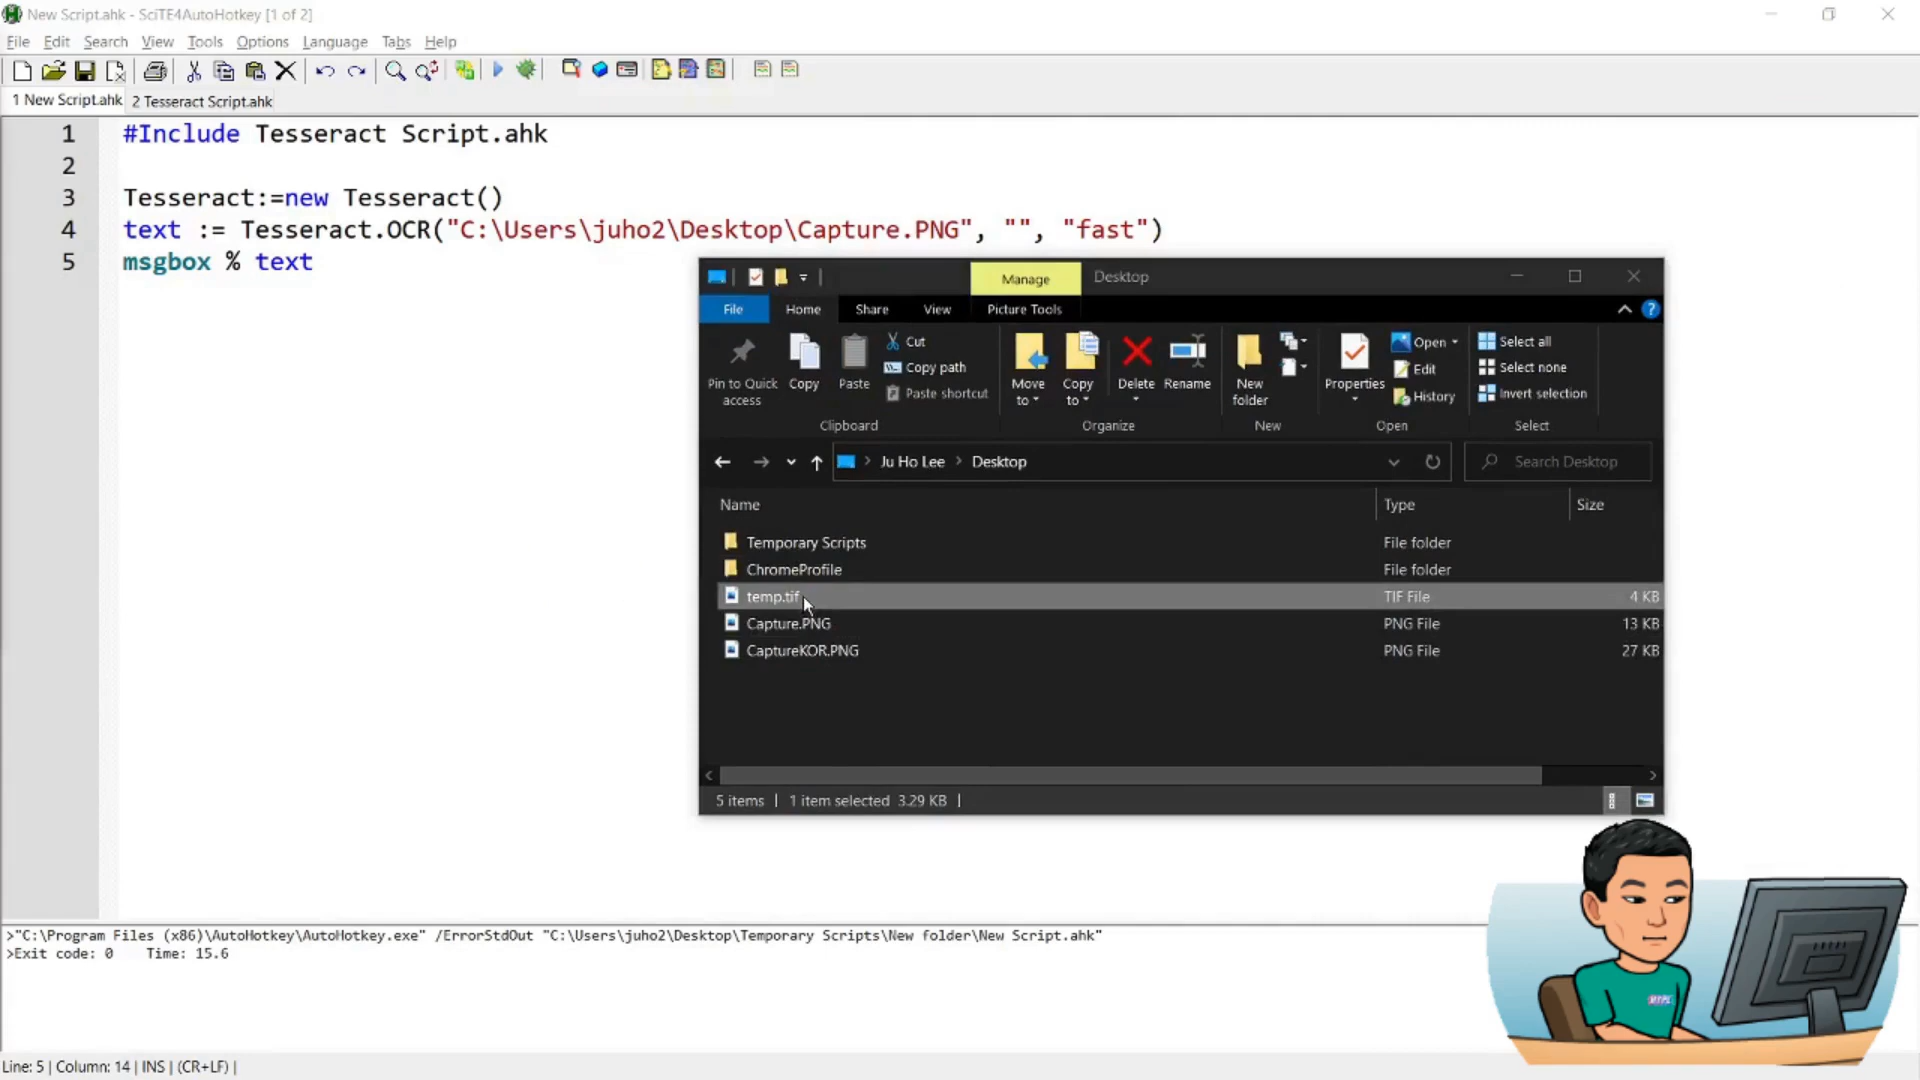 New Script.ahk - SciTE4AutoHotkey [1 of 2]
File Edit Search View Tools Options Language Tabs Help
1 New Script.ahk 2 Tesseract Script.ahk
1 #Include Tesseract Script.ahk
2
3 Tesseract:=new Tesseract()
4 text := Tesseract.OCR("C:\Users\juho2\Desktop\Capture.PNG", "", "fast")
5 msgbox % text
Manage Desktop
File Home Share View Picture Tools
Pin to Quick access
Copy
Paste
Cut
Copy path
Paste shortcut
Move to
Copy to
Delete
Rename
New folder
Properties
Open
Edit
History
Select all
Select none
Invert selection
Clipboard Organize New Open Select
Ju Ho Lee > Desktop
Search Desktop
Name Type Size
Temporary Scripts File folder
ChromeProfile File folder
temp.tif TIF File 4 KB
Capture.PNG PNG File 13 KB
CaptureKOR.PNG PNG File 27 KB
5 items | 1 item selected 3.29 KB |
>"C:\Program Files (x86)\AutoHotkey\AutoHotkey.exe" /ErrorStdOut "C:\Users\juho2\Desktop\Temporary Scripts\New folder\New Script.ahk"
>Exit code: 0 Time: 15.6
Line: 5 | Column: 14 | INS | (CR+LF) |